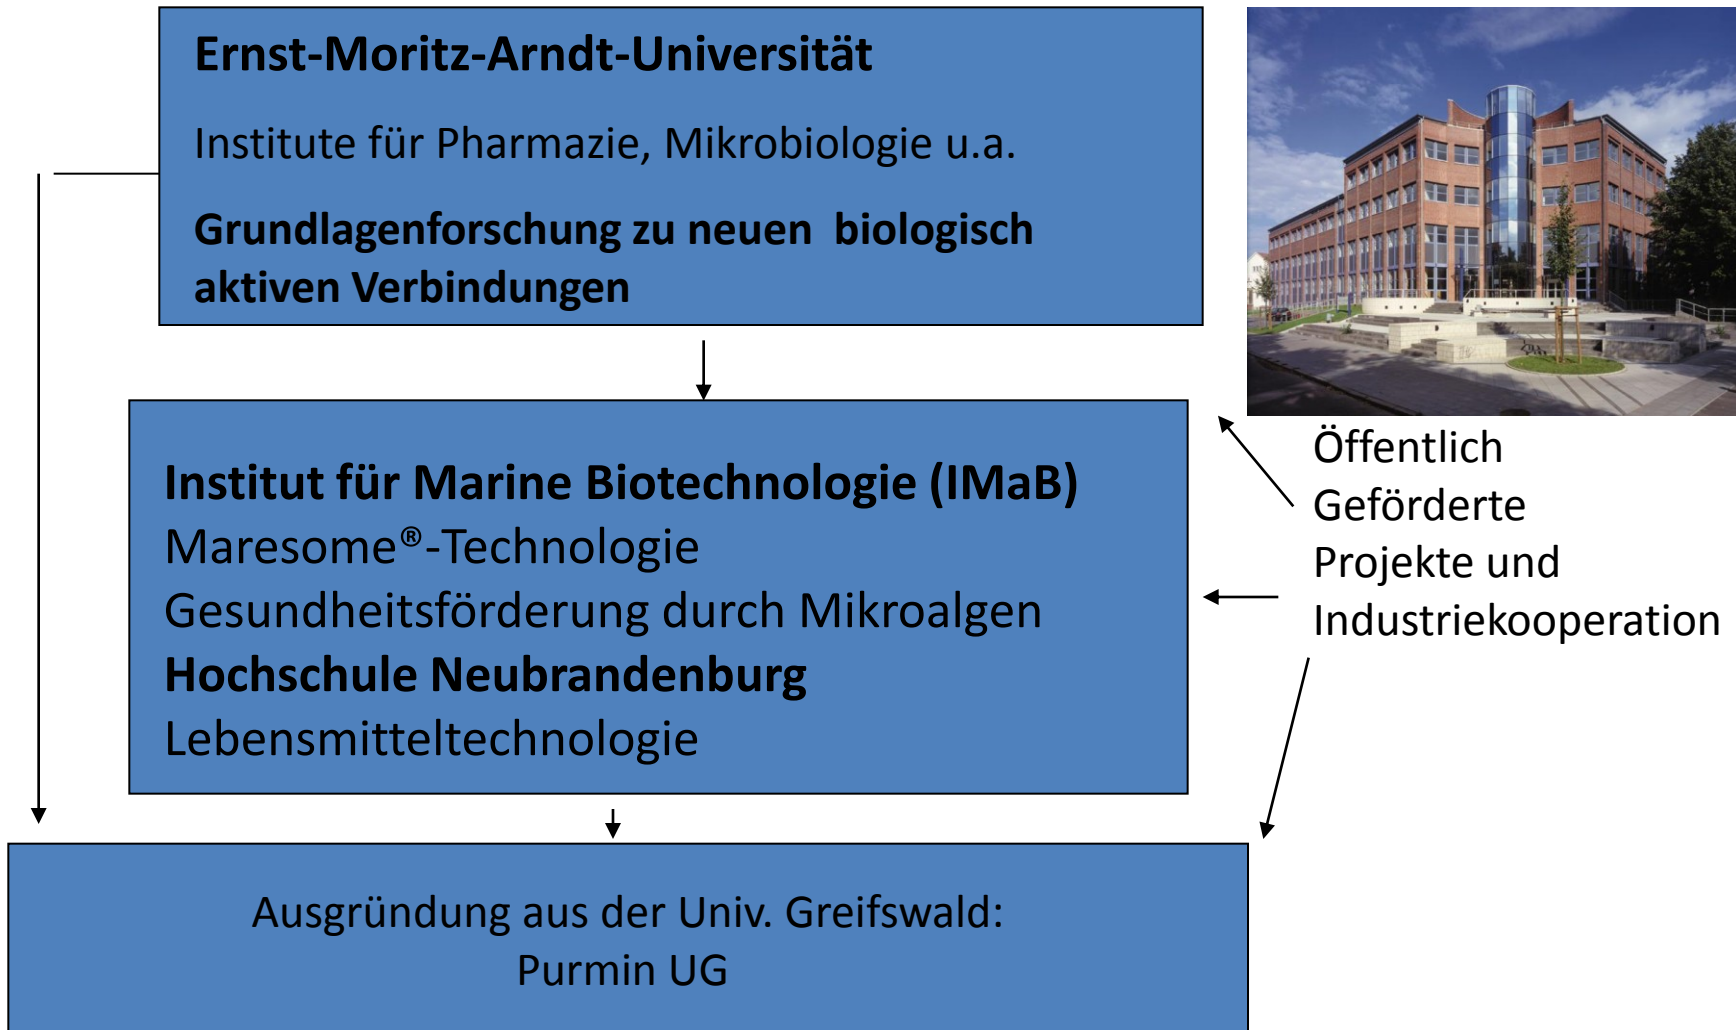 Ernst-Moritz-Arndt-Universität
Institute für Pharmazie, Mikrobiologie u.a.
Grundlagenforschung zu neuen biologisch
aktiven Verbindungen
Institut für Marine Biotechnologie (IMaB)
Maresome®-Technologie
Gesundheitsförderung durch Mikroalgen
Hochschule Neubrandenburg
Lebensmitteltechnologie
Öffentlich
Geförderte
Projekte und
Industriekooperation
Ausgründung aus der Univ. Greifswald:
Purmin UG